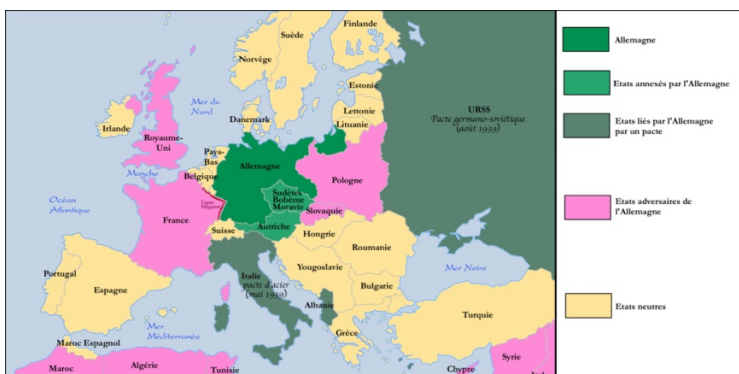 Finlande
Suède
Norvège
Estonie
Lettonie
Lituanie
Mer du
Nord
Danemark
Irlande
Royaume-
Uni
Pays-
Bas
Belgique
Manche
Océan
Atlantique
Allemagne
Pologne
URSS
Pacte germano-soviétique
(août 1939)
Sudètes
Bohème
Moravie
Slovaquie
Ligne
Maginot
France
Suisse
Autriche
Hongrie
Roumanie
Yougoslavie
Bulgarie
Mer Noire
Italie
pacte d'acier
(mai 1939)
Albanie
Grèce
Turquie
Portugal
Espagne
Mer
Méditerranée
Maroc Espagnol
Maroc
Algérie
Tunisie
Chypre
Syrie
Allemagne
Etats annexés par l'Allemagne
Etats liés par l'Allemagne
par un pacte
Etats adversaires de
l'Allemagne
Etats neutres